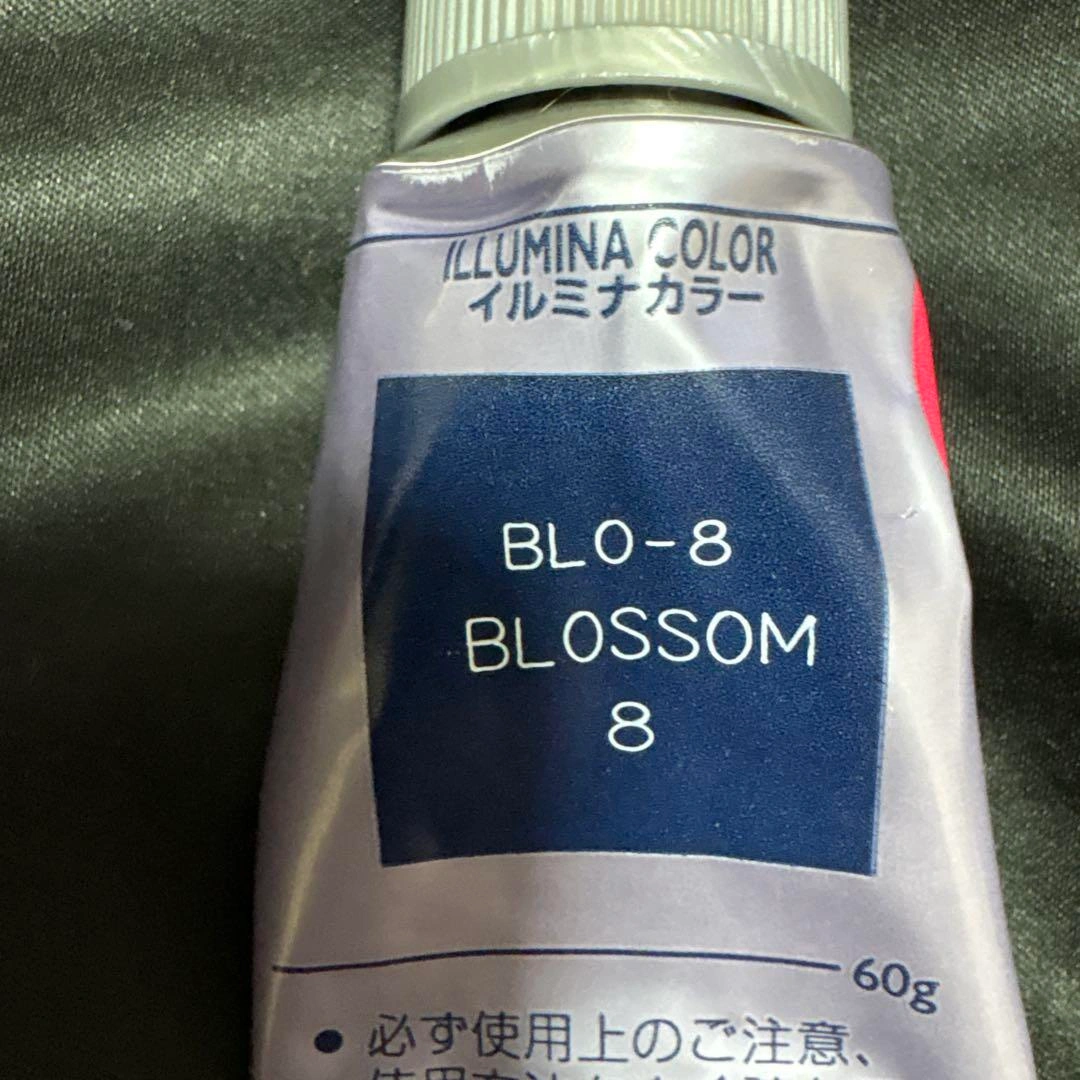 ILLUMINA COLOR
イルミナカラー
BLO-8
BLOSSOM
8
60g
● 必ず使用上のご注意、